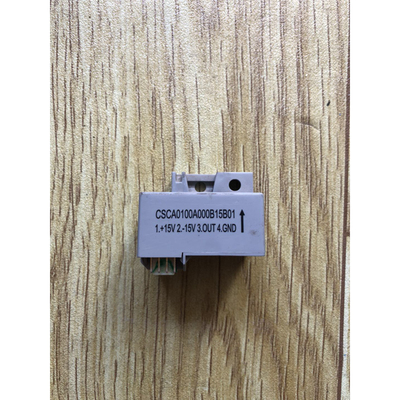 CSCA0100A000B15B01
1.+15V 2.-15V 3.OUT 4.GND